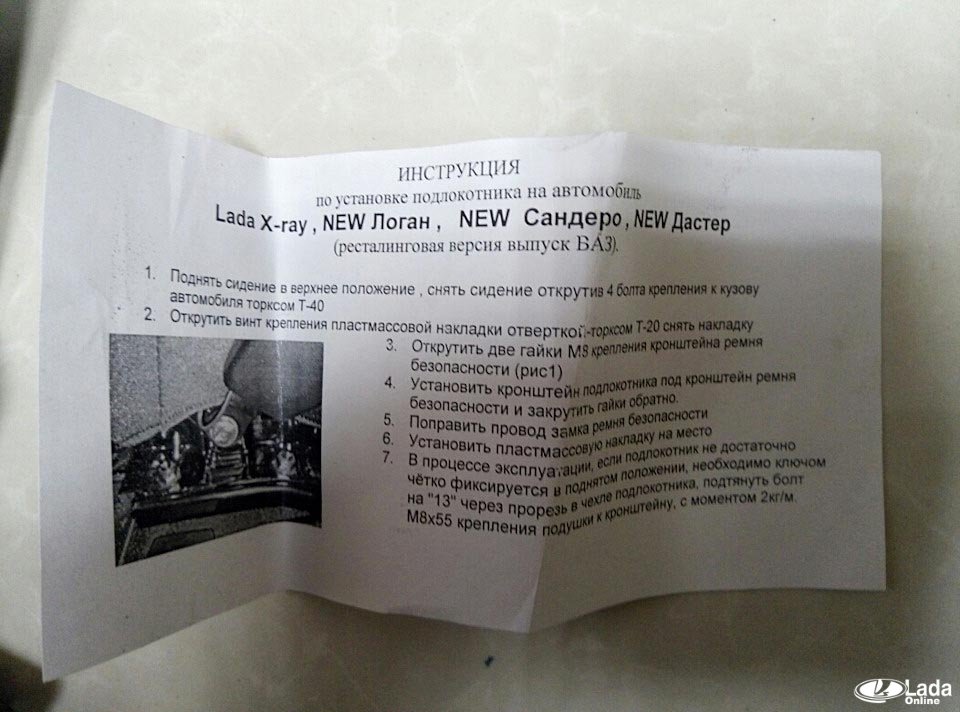 ИНСТРУКЦИЯ
по установке подлокотника на автомобиль
Lada X-ray , NEW Логан , NEW Сандеро , NEW Дастер
(ресталинговая версия выпуск ВАЗ).
1. Поднять сидение в верхнее положение , снять сидение открутив 4 болта крепления к кузову
автомобиля торксом Т-40
2. Открутить винт крепления пластмассовой накладки отверткой-торксом Т-20 снять накладку
3. Открутить две гайки М8 крепления кронштейна ремня
безопасности (рис1)
4. Установить кронштейн подлокотника под кронштейн ремня
безопасности и закрутить гайки обратно.
5. Поправить провод замка ремня безопасности
6. Установить пластмассовую накладку на место
7. В процессе эксплуатации, если подлокотник не достаточно
чётко фиксируется в поднятом положении, необходимо ключом
на "13" через прорезь в чехле подлокотника, подтянуть болт
М8х55 крепления подушки к кронштейну, с моментом 2кг/м.
Lada
Online